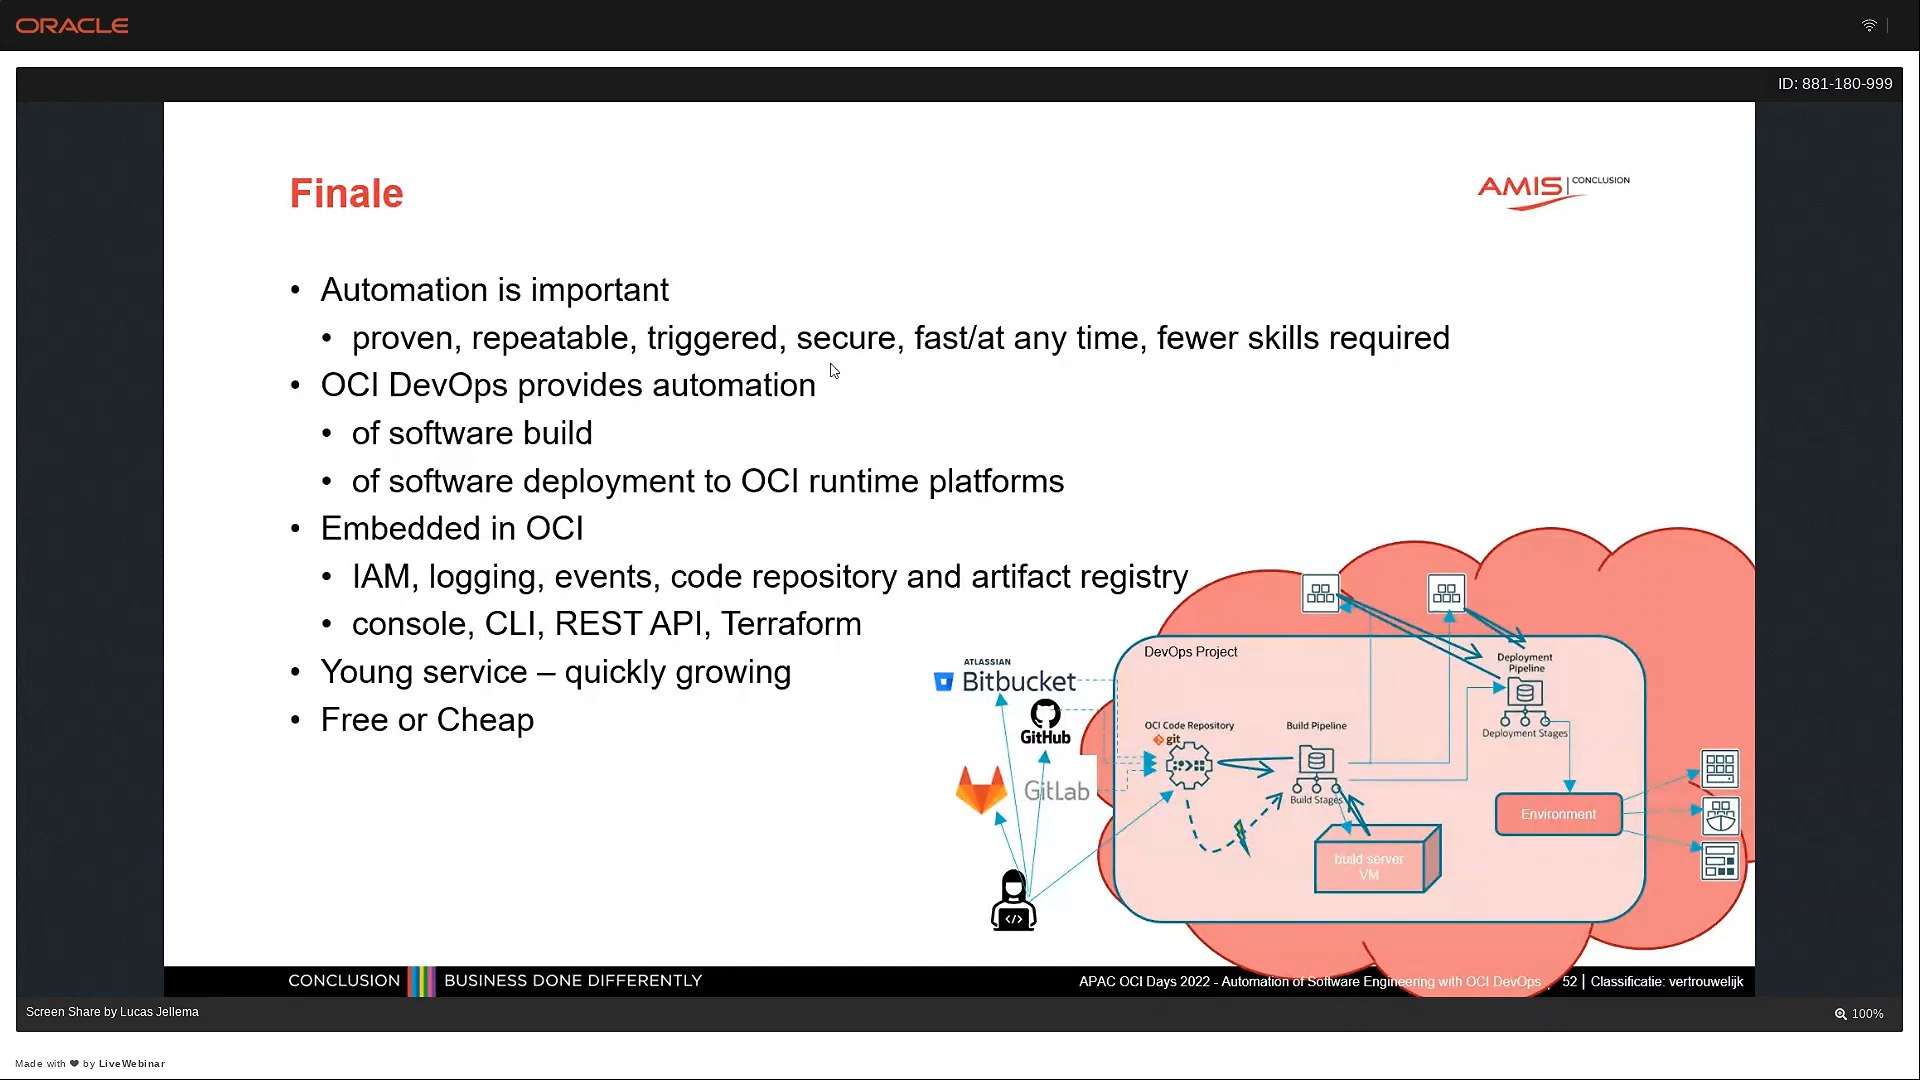 ORACLE
ID: 881-180-999
Finale
AMIS | CONCLUSION
• Automation is important
• proven, repeatable, triggered, secure, fast/at any time, fewer skills required
• OCI DevOps provides automation
• of software build
• of software deployment to OCI runtime platforms
• Embedded in OCI
• IAM, logging, events, code repository and artifact registry
• console, CLI, REST API, Terraform
• Young service – quickly growing
• Free or Cheap
ATLASSIAN
Bitbucket
GitHub
GitLab
DevOps Project
OCI Code Repository
git
Build Pipeline
Build Stages
build server
VM
Deployment
Pipeline
Deployment Stages
Environment
CONCLUSION BUSINESS DONE DIFFERENTLY
APAC OCI Days 2022 - Automation of Software Engineering with OCI DevOps
52 | Classificatie: vertrouwelijk
Screen Share by Lucas Jellema
100%
Made with ❤ by LiveWebinar